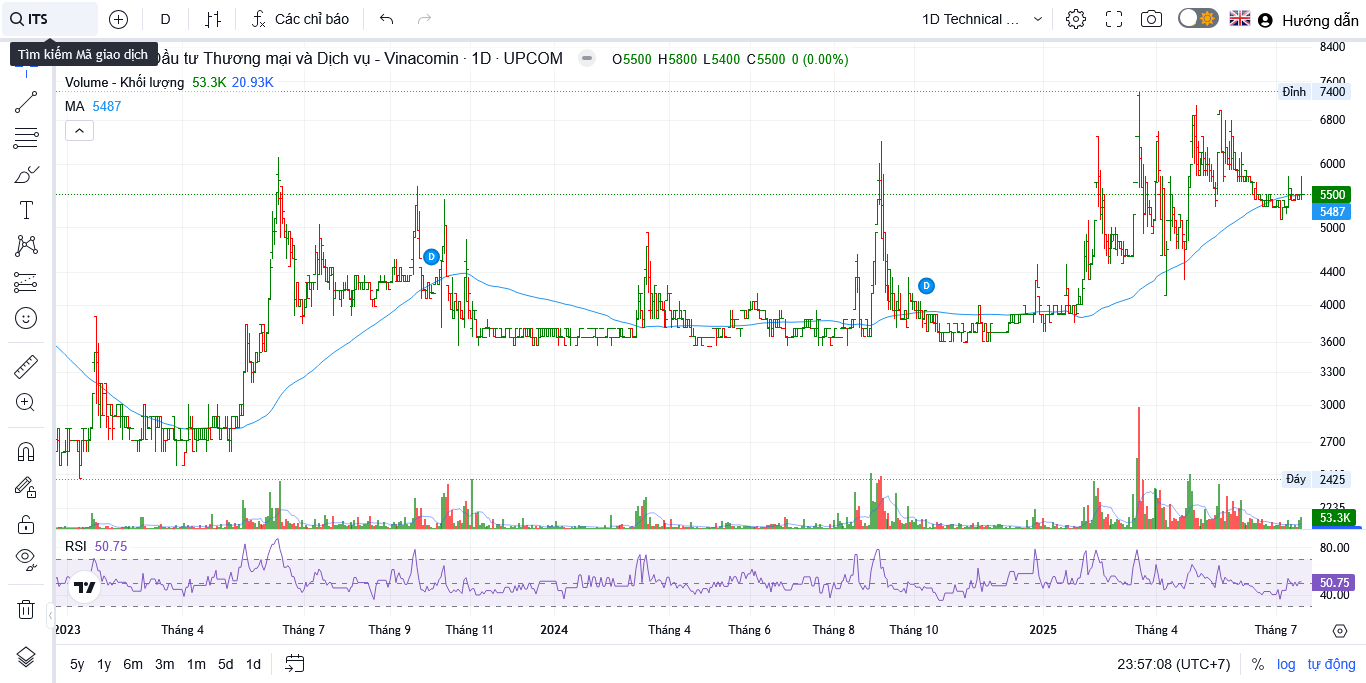 ITS
D
Các chỉ báo
1D Technical ...
Hướng dẫn
Tìm kiếm Mã giao dịch
Đầu tư Thương mại và Dịch vụ - Vinacomin · 1D · UPCOM
O5500 H5800 L5400 C5500 0 (0.00%)
Volume - Khối lượng 53.3K 20.93K
MA 5487
8400
7600
Đỉnh 7400
6800
6000
5500
5487
5000
4400
4000
3600
3300
3000
2700
Đáy 2425
2235
53.3K
D
D
RSI 50.75
80.00
50.75
40.00
2023 Tháng 4 Tháng 7 Tháng 9 Tháng 11 2024 Tháng 4 Tháng 6 Tháng 8 Tháng 10 2025 Tháng 4 Tháng 7
5y 1y 6m 3m 1m 5d 1d
23:57:08 (UTC+7) % log tự động